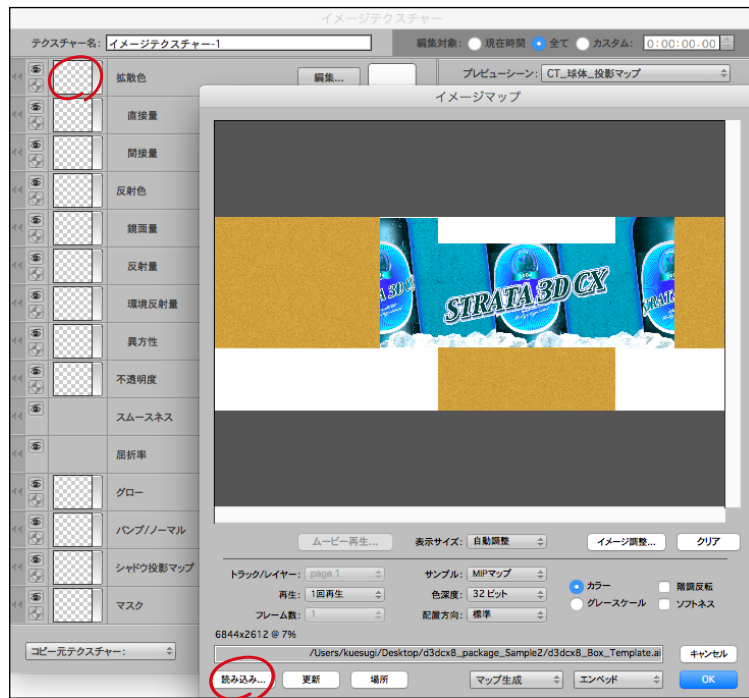 イメージテクスチャー
テクスチャー名: イメージテクスチャー-1
編集対象: 現在時間 全て カスタム: 0:00:00.00
拡散色 編集... プレビューシーン: CT_球体_投影マップ
直接量
間接量
反射色
鏡面量
反射量
環境反射量
異方性
不透明度
スムースネス
屈折率
グロー
バンプ/ノーマル
シャドウ投影マップ
マスク
コピー元テクスチャー:
イメージマップ
STRATA 3D CX
ムービー再生... 表示サイズ: 自動調整 イメージ調整... クリア
トラック/レイヤー: page 1 サンプル: MIPマップ カラー 階調反転
再生: 1回再生 色深度: 32 ビット グレースケール ソフトネス
フレーム数: 1 配置方向: 標準
6844x2612 @ 7%
/Users/kuesugi/Desktop/d3dcx8_package_Sample2/d3dcx8_Box_Template.ai キャンセル
読み込み... 更新 場所 マップ生成 エンベッド OK